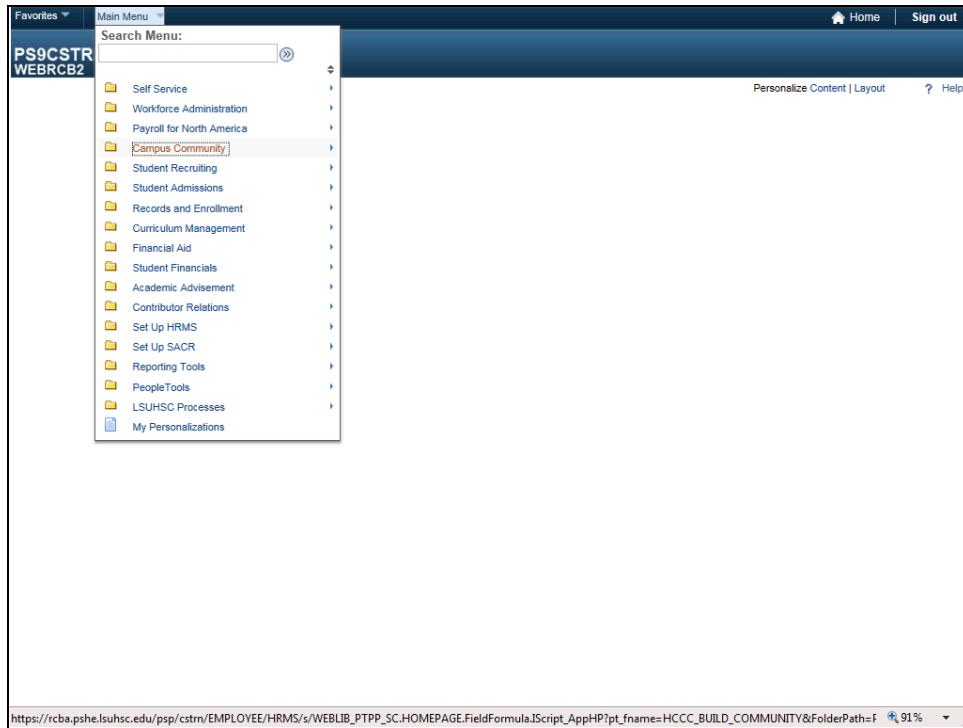 Favorites Main Menu Home Sign out
Search Menu:
PS9CSTR
WEBRCB2
Personalize Content | Layout ? Help
Self Service
Workforce Administration
Payroll for North America
Campus Community
Student Recruiting
Student Admissions
Records and Enrollment
Curriculum Management
Financial Aid
Student Financials
Academic Advisement
Contributor Relations
Set Up HRMS
Set Up SACR
Reporting Tools
PeopleTools
LSUHSC Processes
My Personalizations
https://rcba.pshe.lsuhsc.edu/psp/cstrn/EMPLOYEE/HRMS/s/WEBLIB_PTPP_SC.HOMEPAGE.FieldFormula.IScript_AppHP?pt_fname=HCCC_BUILD_COMMUNITY&FolderPath=F 91%